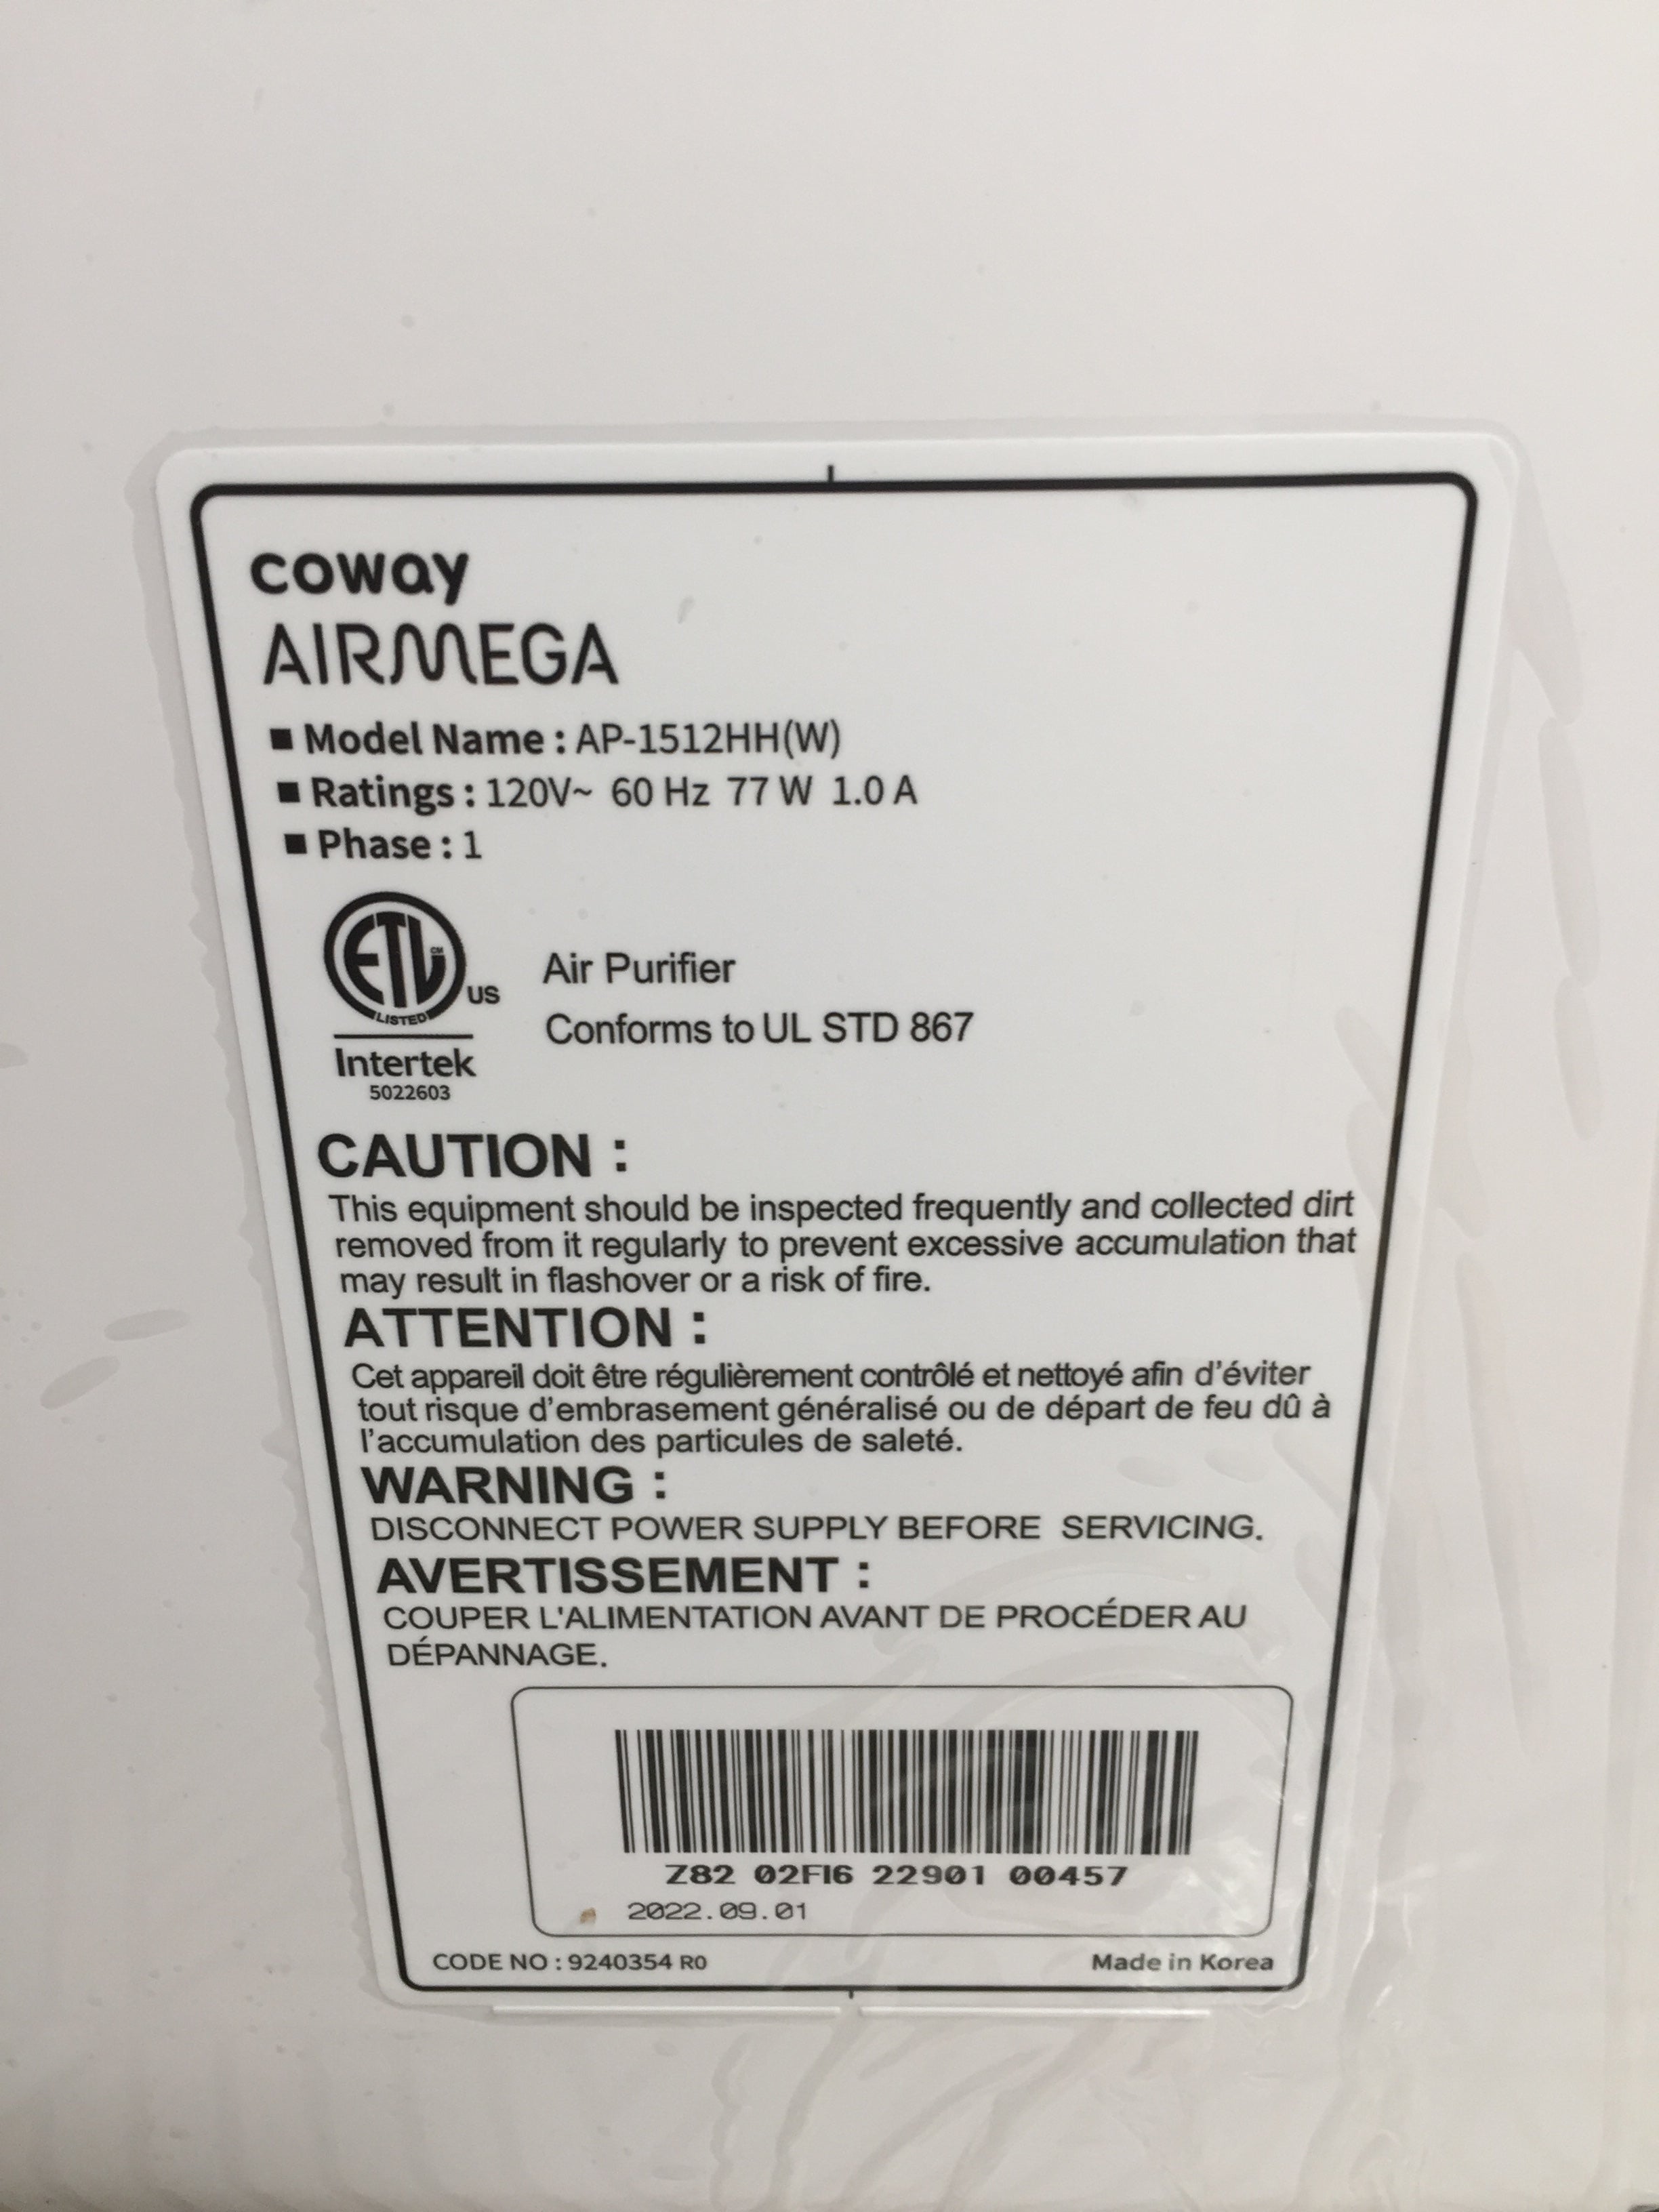 coway
AIRMEGA
■ Model Name : AP-1512HH(W)
■ Ratings : 120V~ 60 Hz 77 W 1.0 A
■ Phase : 1
ETL CM
LISTED
US
Intertek
5022603
Air Purifier
Conforms to UL STD 867
CAUTION :
This equipment should be inspected frequently and collected dirt
removed from it regularly to prevent excessive accumulation that
may result in flashover or a risk of fire.
ATTENTION :
Cet appareil doit être régulièrement contrôlé et nettoyé afin d'éviter
tout risque d'embrasement généralisé ou de départ de feu dû à
l'accumulation des particules de saleté.
WARNING :
DISCONNECT POWER SUPPLY BEFORE SERVICING.
AVERTISSEMENT :
COUPER L'ALIMENTATION AVANT DE PROCÉDER AU
DÉPANNAGE.
Z82 02FI6 22901 00457
2022.09.01
CODE NO : 9240354 R0
Made in Korea